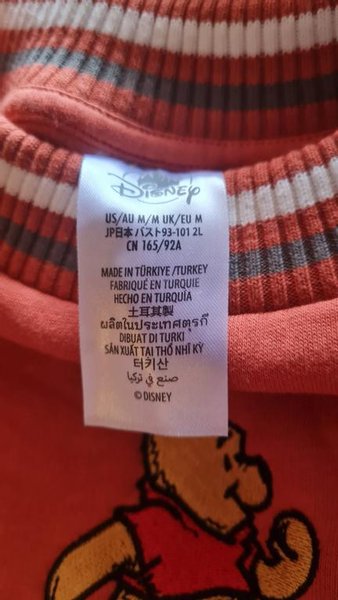 Disney
US/AU M/M UK/EU M
JP日本 バスト93-101 2L
CN 165/92A
MADE IN TÜRKİYE /TURKEY
FABRIQUÉ EN TURQUIE
HECHO EN TURQUÍA
土耳其製
ผลิตในประเทศตุรกี
DIBUAT DI TURKI
SẢN XUẤT TẠI THỔ NHĨ KỲ
터키산
صنع في تركيا
© DISNEY